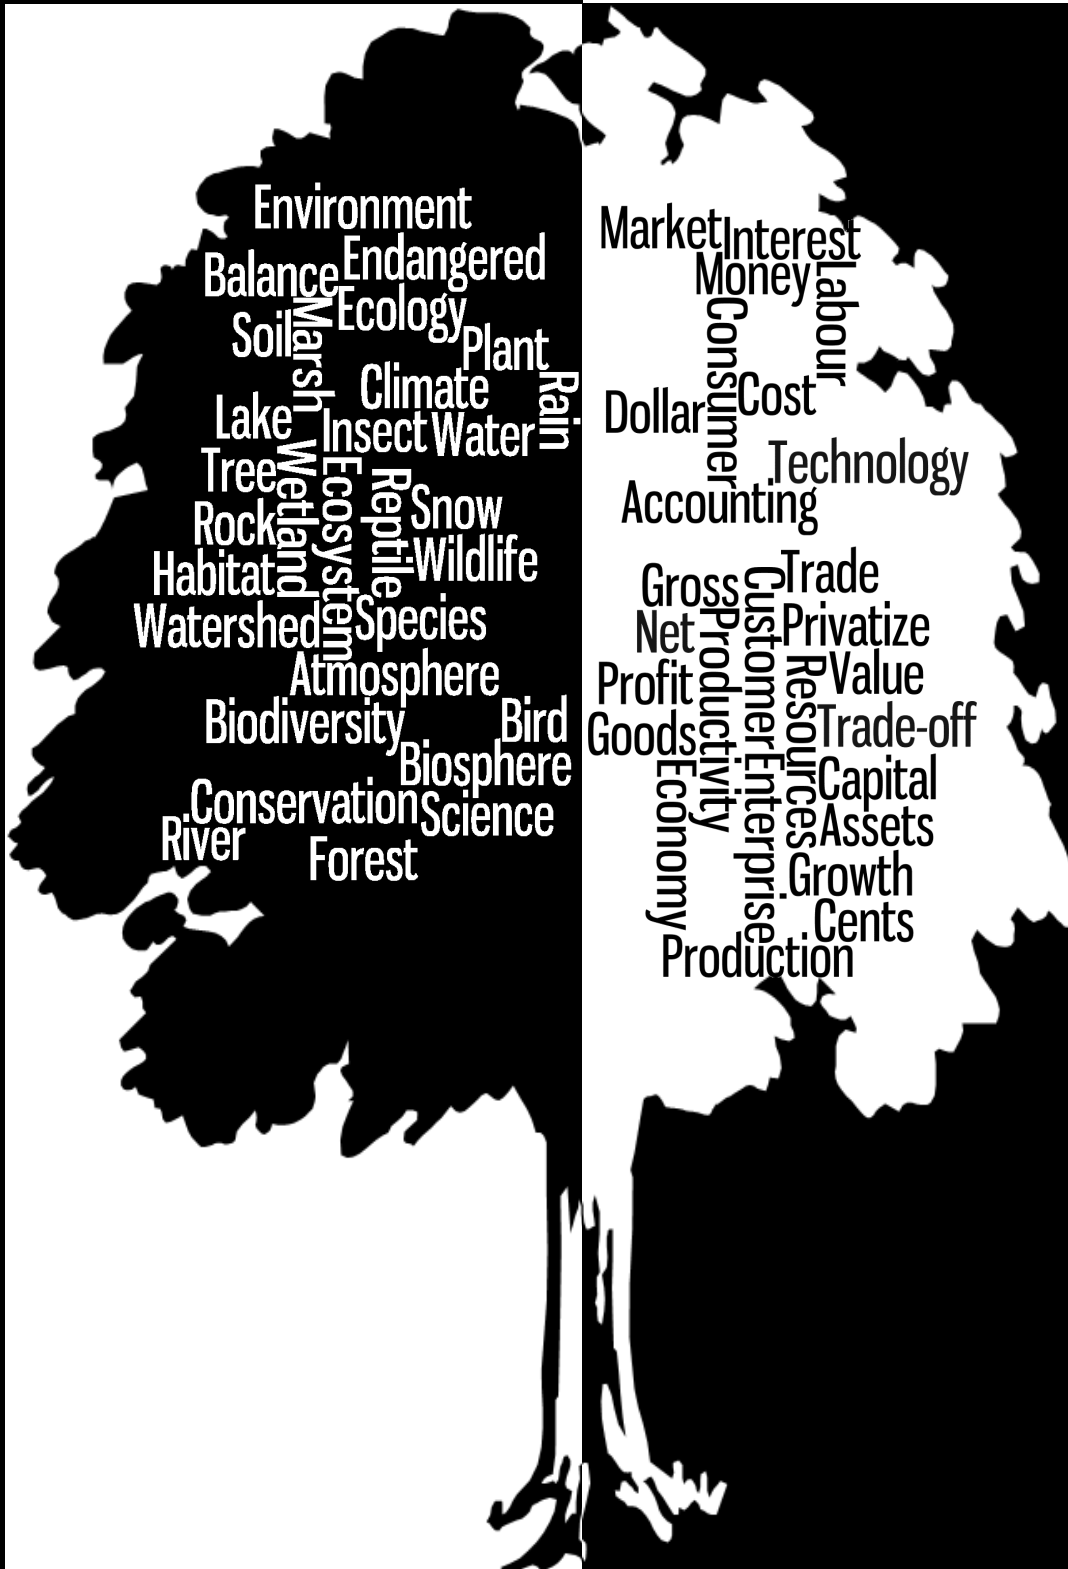 Environment
Endangered
Balance
Ecology
Marsh
Soil
Plant
Climate
Rain
Lake
Insect
Water
Wetland
Tree
Ecosystem
Reptile
Snow
Rock
Wildlife
Habitat
Species
Watershed
Atmosphere
Biodiversity
Bird
Biosphere
Conservation
Science
River
Forest
Market
Interest
Money
Labour
Consumer
Cost
Dollar
Technology
Accounting
Trade
Gross
Customer
Net
Productivity
Privatize
Resources
Value
Profit
Trade-off
Goods
Enterprise
Economy
Capital
Assets
Growth
Cents
Production